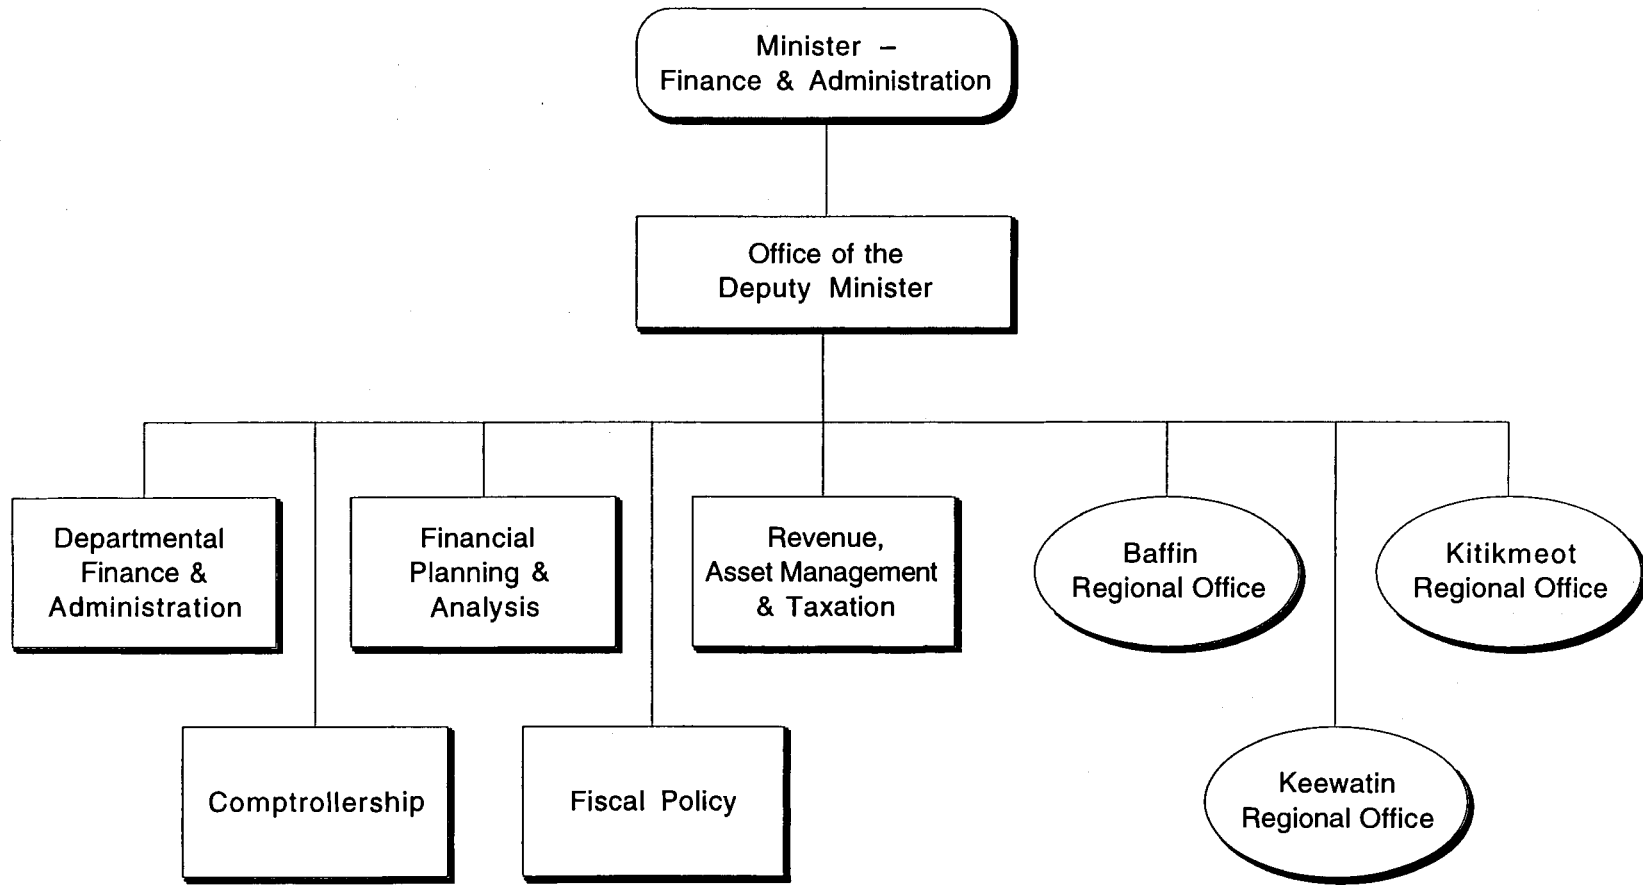 Minister –
Finance & Administration
Office of the
Deputy Minister
Departmental
Finance &
Administration
Financial
Planning &
Analysis
Revenue,
Asset Management
& Taxation
Baffin
Regional Office
Kitikmeot
Regional Office
Comptrollership
Fiscal Policy
Keewatin
Regional Office